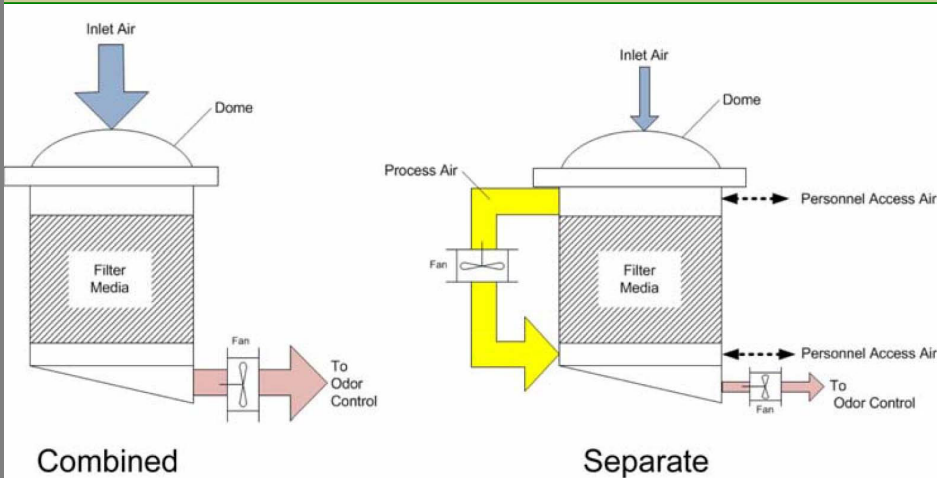 Inlet Air
Dome
Filter
Media
Fan
To
Odor
Control
Combined
Inlet Air
Dome
Process Air
Personnel Access Air
Fan
Filter
Media
Personnel Access Air
To
Odor Control
Fan
Separate